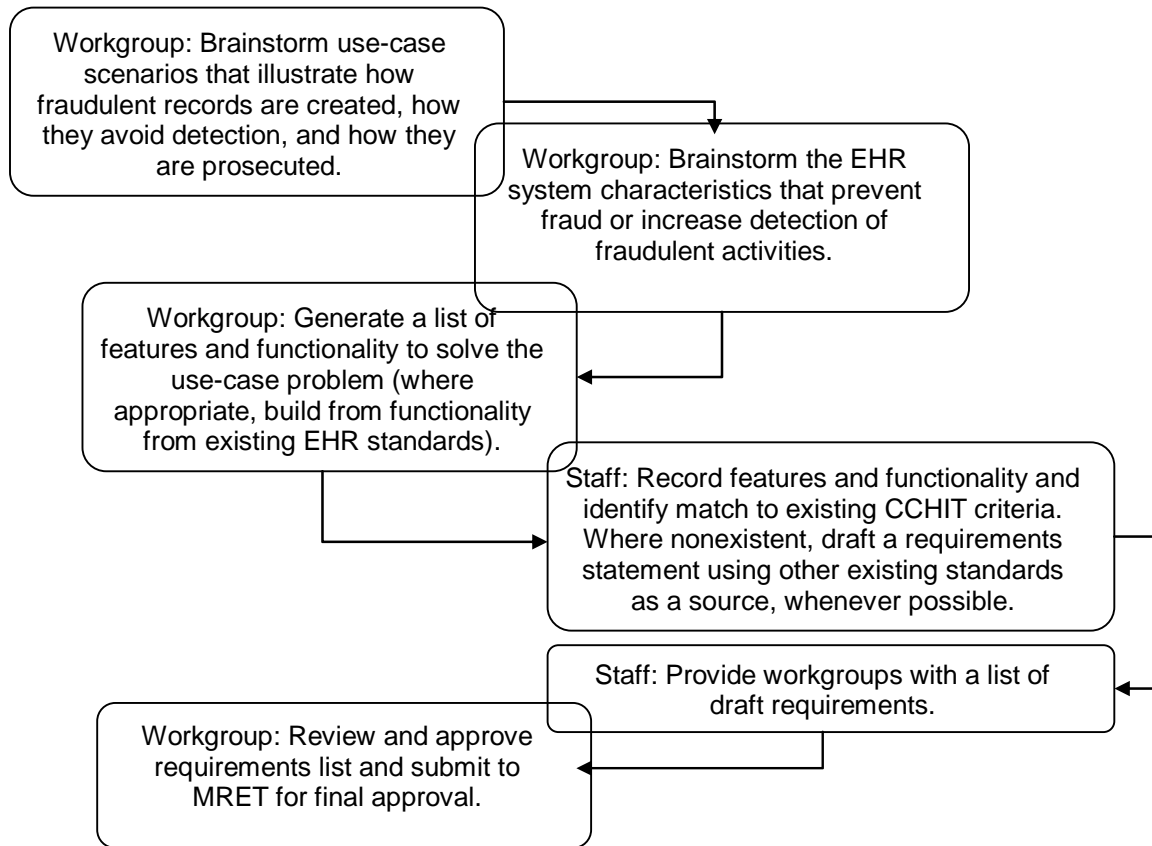 Workgroup: Brainstorm use-case
scenarios that illustrate how
fraudulent records are created, how
they avoid detection, and how they
are prosecuted.
Workgroup: Brainstorm the EHR
system characteristics that prevent
fraud or increase detection of
fraudulent activities.
Workgroup: Generate a list of
features and functionality to solve the
use-case problem (where
appropriate, build from functionality
from existing EHR standards).
Staff: Record features and functionality and
identify match to existing CCHIT criteria.
Where nonexistent, draft a requirements
statement using other existing standards
as a source, whenever possible.
Staff: Provide workgroups with a list of
draft requirements.
Workgroup: Review and approve
requirements list and submit to
MRET for final approval.